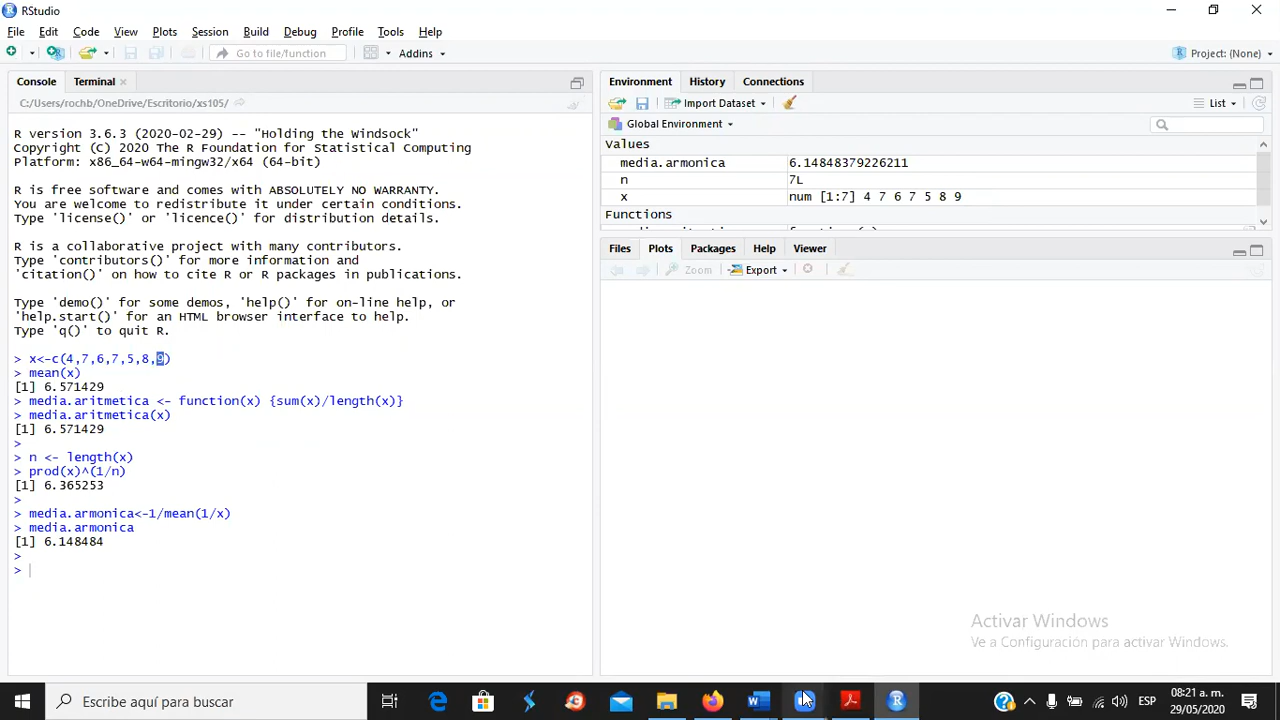 RStudio
File Edit Code View Plots Session Build Debug Profile Tools Help
Go to file/function Addins Project: (None)
Console Terminal
C:/Users/rochb/OneDrive/Escritorio/xs105/
R version 3.6.3 (2020-02-29) -- "Holding the Windsock"
Copyright (C) 2020 The R Foundation for Statistical Computing
Platform: x86_64-w64-mingw32/x64 (64-bit)
R is free software and comes with ABSOLUTELY NO WARRANTY.
You are welcome to redistribute it under certain conditions.
Type 'license()' or 'licence()' for distribution details.
R is a collaborative project with many contributors.
Type 'contributors()' for more information and
'citation()' on how to cite R or R packages in publications.
Type 'demo()' for some demos, 'help()' for on-line help, or
'help.start()' for an HTML browser interface to help.
Type 'q()' to quit R.
> x<-c(4,7,6,7,5,8,9)
> mean(x)
[1] 6.571429
> media.aritmetica <- function(x) {sum(x)/length(x)}
> media.aritmetica(x)
[1] 6.571429
>
> n <- length(x)
> prod(x)^(1/n)
[1] 6.365253
>
> media.armonica<-1/mean(1/x)
> media.armonica
[1] 6.148484
>
>
Environment History Connections
Import Dataset List
Global Environment
Values
media.armonica 6.14848379226211
n 7L
x num [1:7] 4 7 6 7 5 8 9
Functions
Files Plots Packages Help Viewer
Zoom Export
Activar Windows
Ve a Configuración para activar Windows.
Escribe aquí para buscar
ESP
08:21 a. m.
29/05/2020